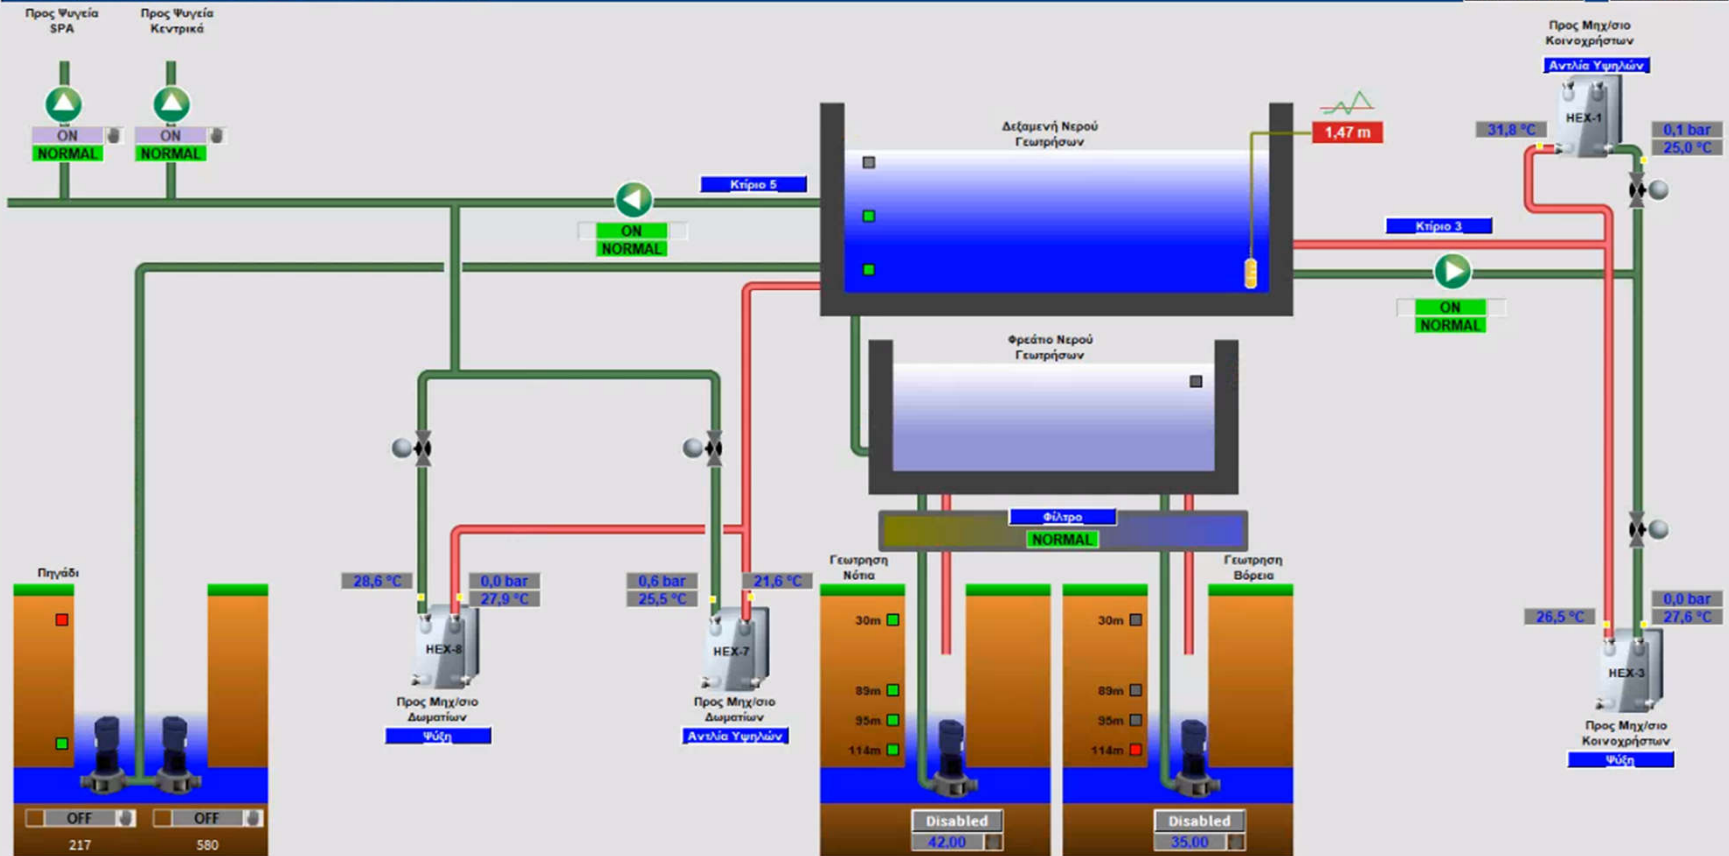 Προς Ψυγεία
SPA
Προς Ψυγεία
Κεντρικά
ON
NORMAL
ON
NORMAL
Κτίριο 5
ON
NORMAL
Δεξαμενή Νερού
Γεωτρήσων
1,47 m
Προς Μηχ/σιο
Κοινοχρήστων
Αντλία Υψηλών
HEX-1
31,8 °C
0,1 bar
25,0 °C
Κτίριο 3
ON
NORMAL
Φρεάτιο Νερού
Γεωτρήσων
Φίλτρο
NORMAL
Πηγάδι
OFF
217
OFF
580
28,6 °C
0,0 bar
27,9 °C
HEX-8
Προς Μηχ/σιο
Δωματίων
Ψύξη
0,6 bar
25,5 °C
21,6 °C
HEX-7
Προς Μηχ/σιο
Δωματίων
Αντλία Υψηλών
Γεωτρηση
Νότια
30m
89m
95m
114m
Disabled
42.00
Γεωτρηση
Βόρεια
30m
89m
95m
114m
Disabled
35.00
26,5 °C
0,0 bar
27,6 °C
HEX-3
Προς Μηχ/σιο
Κοινοχρήστων
Ψύξη